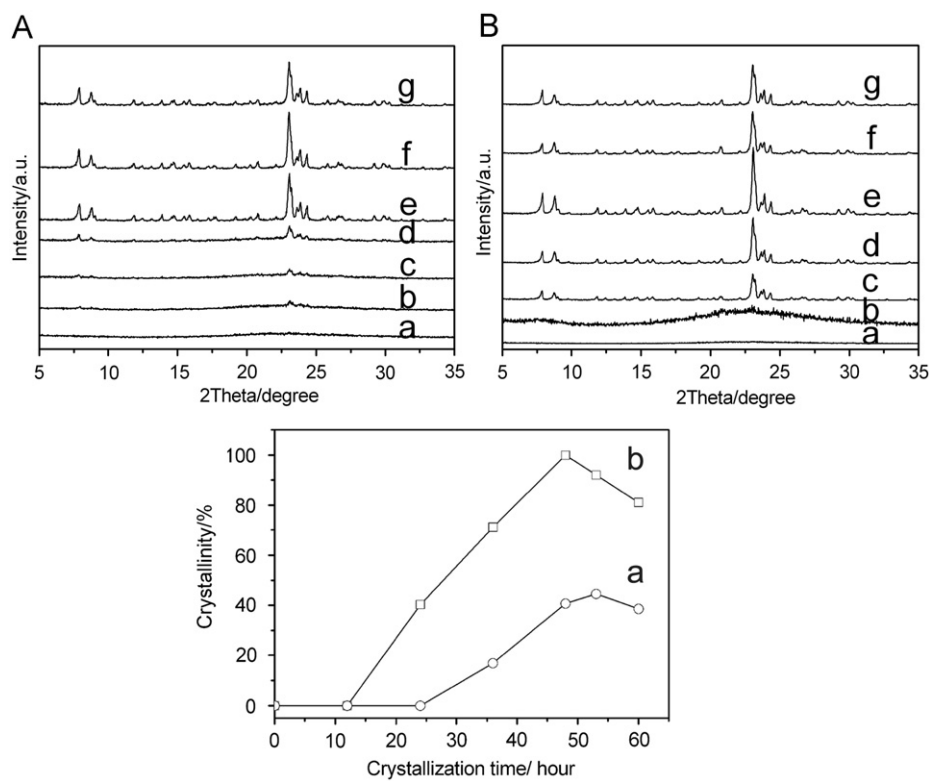 A
B
g
f
e
d
c
b
a
Intensity/a.u.
5 10 15 20 25 30 35
2Theta/degree
g
f
e
d
c
b
a
Intensity/a.u.
5 10 15 20 25 30 35
2Theta/degree
100
80
60
40
20
0
Crystallinity/%
b
a
0 10 20 30 40 50 60
Crystallization time/ hour